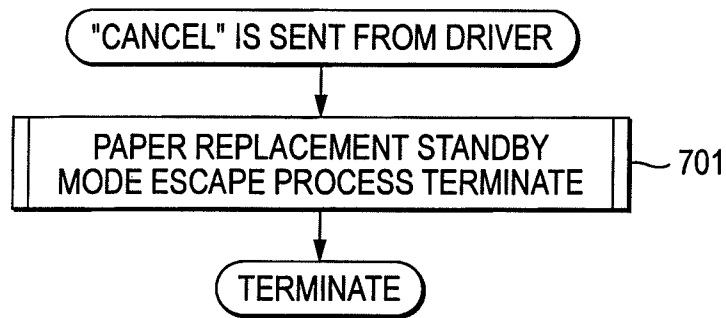 "CANCEL" IS SENT FROM DRIVER
PAPER REPLACEMENT STANDBY
MODE ESCAPE PROCESS TERMINATE
701
TERMINATE